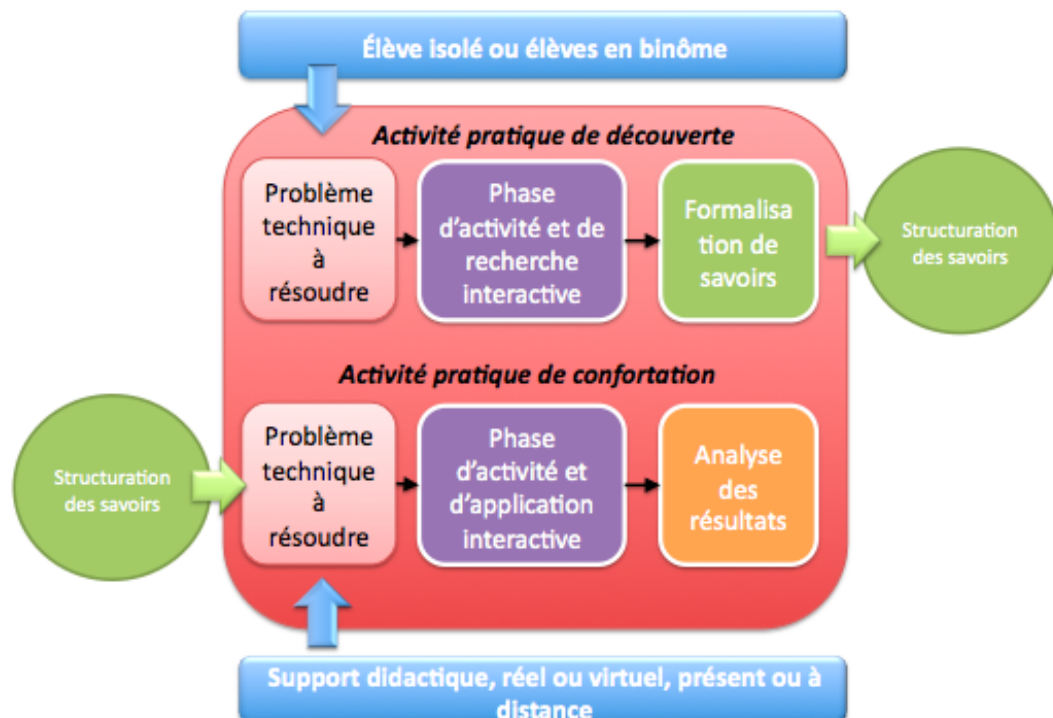 Élève isolé ou élèves en binôme
Activité pratique de découverte
Problème
technique
à
résoudre
Phase
d'activité et de
recherche
interactive
Formalisa
tion de
savoirs
Structuration
des savoirs
Activité pratique de confortation
Structuration
des savoirs
Problème
technique
à
résoudre
Phase
d'activité et
d'application
interactive
Analyse
des
résultats
Support didactique, réel ou virtuel, présent ou à
distance